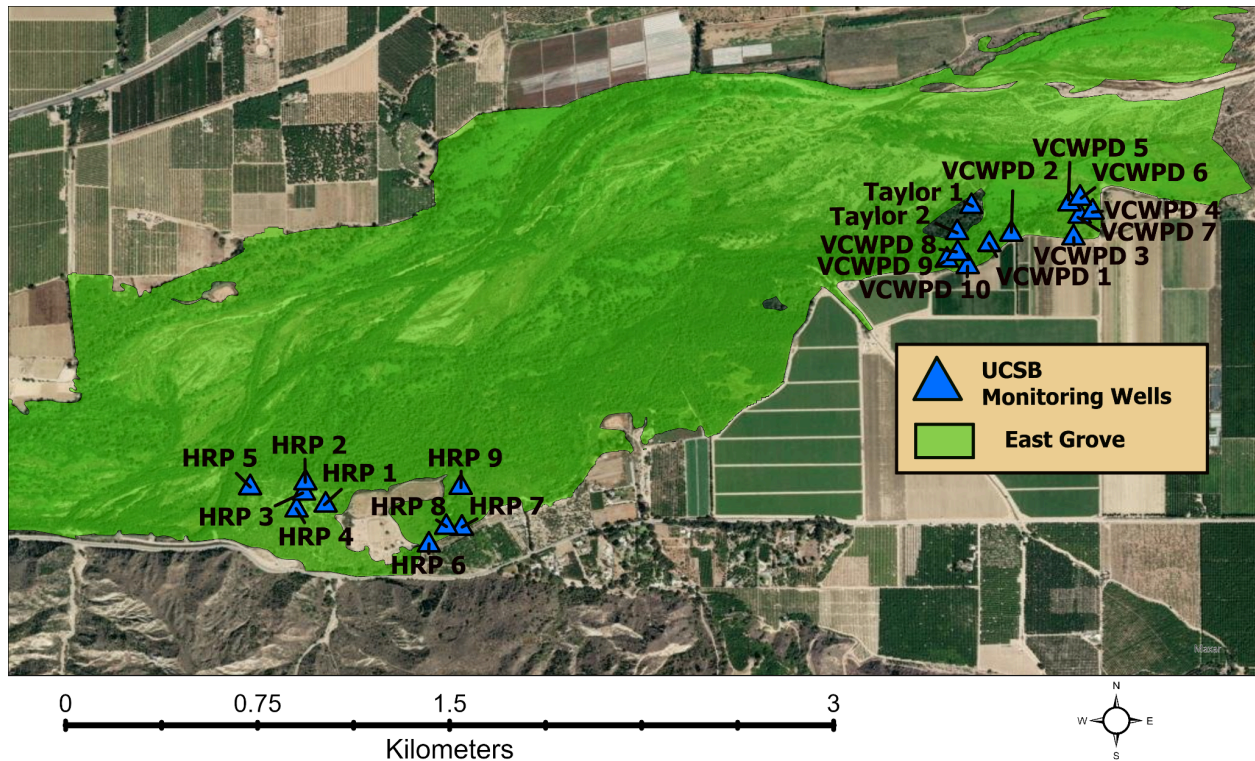 VCWPD 5
VCWPD 2
VCWPD 6
Taylor 1
VCWPD 4
Taylor 2
VCWPD 7
VCWPD 8
VCWPD 3
VCWPD 9
VCWPD 1
VCWPD 10
UCSB
Monitoring Wells
East Grove
HRP 2
HRP 5
HRP 9
HRP 1
HRP 8
HRP 7
HRP 3
HRP 4
HRP 6
Maxar
0
0.75
1.5
3
Kilometers
N
W
E
S